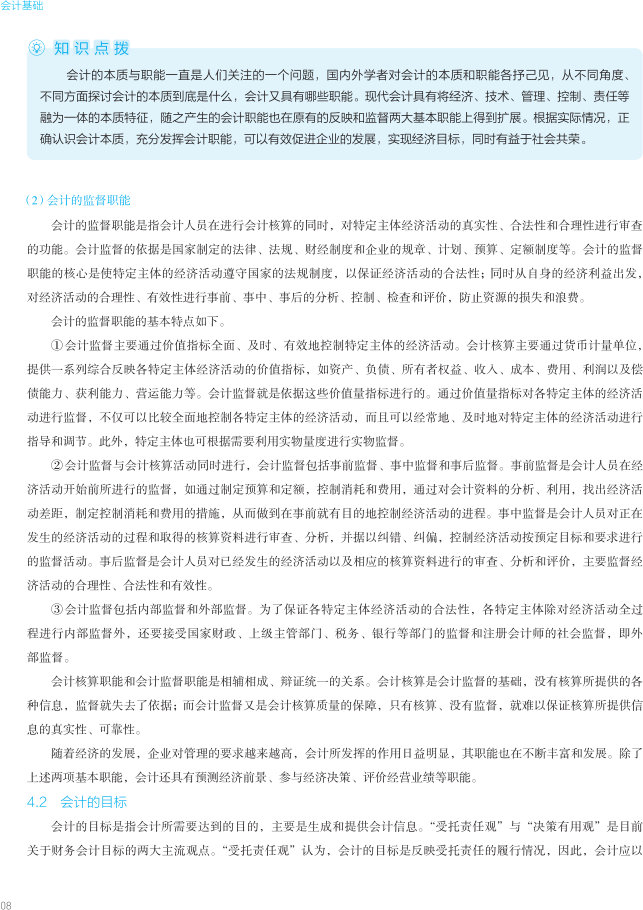 会计基础
知识点拨
会计的本质与职能一直是人们关注的一个问题，国内外学者对会计的本质和职能各抒己见，从不同角度、
不同方面探讨会计的本质到底是什么，会计又具有哪些职能。现代会计具有将经济、技术、管理、控制、责任等
融为一体的本质特征，随之产生的会计职能也在原有的反映和监督两大基本职能上得到扩展。根据实际情况，正
确认识会计本质，充分发挥会计职能，可以有效促进企业的发展，实现经济目标，同时有益于社会共荣。
（2）会计的监督职能
会计的监督职能是指会计人员在进行会计核算的同时，对特定主体经济活动的真实性、合法性和合理性进行审查
的功能。会计监督的依据是国家制定的法律、法规、财经制度和企业的规章、计划、预算、定额制度等。会计的监督
职能的核心是使特定主体的经济活动遵守国家的法规制度，以保证经济活动的合法性；同时从自身的经济利益出发，
对经济活动的合理性、有效性进行事前、事中、事后的分析、控制、检查和评价，防止资源的损失和浪费。
会计的监督职能的基本特点如下。
①会计监督主要通过价值指标全面、及时、有效地控制特定主体的经济活动。会计核算主要通过货币计量单位，
提供一系列综合反映各特定主体经济活动的价值指标，如资产、负债、所有者权益、收入、成本、费用、利润以及偿
债能力、获利能力、营运能力等。会计监督就是依据这些价值量指标进行的。通过价值量指标对各特定主体的经济活
动进行监督，不仅可以比较全面地控制各特定主体的经济活动，而且可以经常地、及时地对特定主体的经济活动进行
指导和调节。此外，特定主体也可根据需要利用实物量度进行实物监督。
②会计监督与会计核算活动同时进行，会计监督包括事前监督、事中监督和事后监督。事前监督是会计人员在经
济活动开始前所进行的监督，如通过制定预算和定额，控制消耗和费用，通过对会计资料的分析、利用，找出经济活
动差距，制定控制消耗和费用的措施，从而做到在事前就有目的地控制经济活动的进程。事中监督是会计人员对正在
发生的经济活动的过程和取得的核算资料进行审查、分析，并据以纠错、纠偏，控制经济活动按预定目标和要求进行
的监督活动。事后监督是会计人员对已经发生的经济活动以及相应的核算资料进行的审查、分析和评价，主要监督经
济活动的合理性、合法性和有效性。
③会计监督包括内部监督和外部监督。为了保证各特定主体经济活动的合法性，各特定主体除对经济活动全过
程进行内部监督外，还要接受国家财政、上级主管部门、税务、银行等部门的监督和注册会计师的社会监督，即外
部监督。
会计核算职能和会计监督职能是相辅相成、辩证统一的关系。会计核算是会计监督的基础，没有核算所提供的各
种信息，监督就失去了依据；而会计监督又是会计核算质量的保障，只有核算、没有监督，就难以保证核算所提供信
息的真实性、可靠性。
随着经济的发展，企业对管理的要求越来越高，会计所发挥的作用日益明显，其职能也在不断丰富和发展。除了
上述两项基本职能，会计还具有预测经济前景、参与经济决策、评价经营业绩等职能。
4.2 会计的目标
会计的目标是指会计所需要达到的目的，主要是生成和提供会计信息。“受托责任观”与“决策有用观”是目前
关于财务会计目标的两大主流观点。“受托责任观”认为，会计的目标是反映受托责任的履行情况，因此，会计应以
08